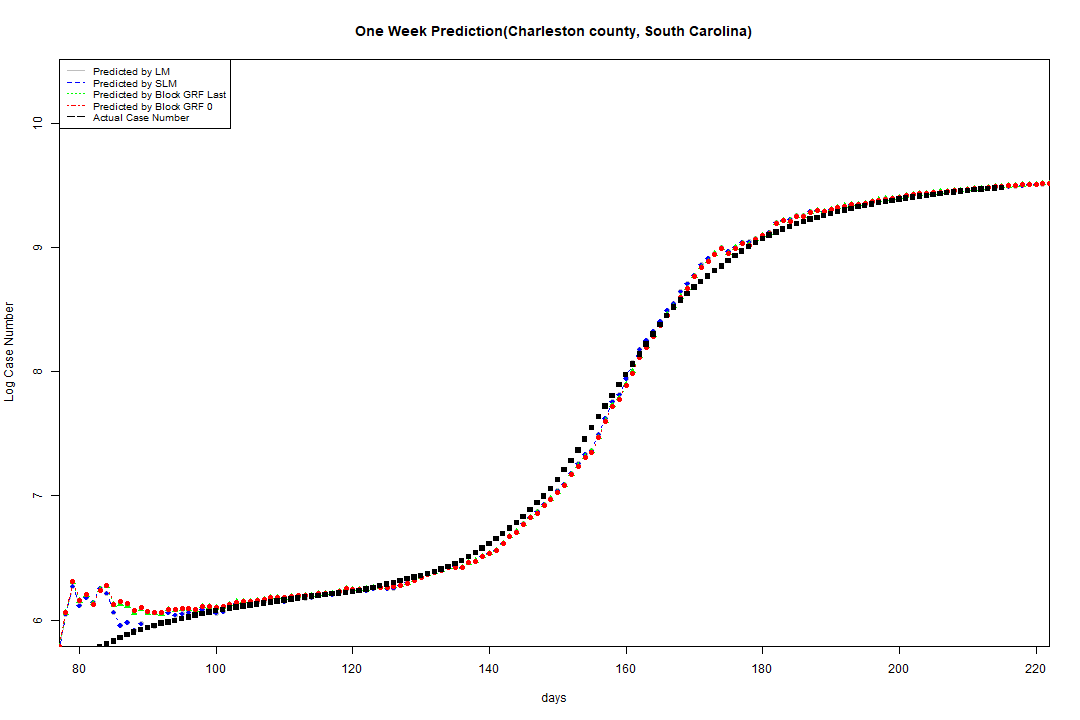 One Week Prediction(Charleston county, South Carolina)
Predicted by LM
Predicted by SLM
Predicted by Block GRF Last
Predicted by Block GRF 0
Actual Case Number
10
9
8
7
6
Log Case Number
80 100 120 140 160 180 200 220
days